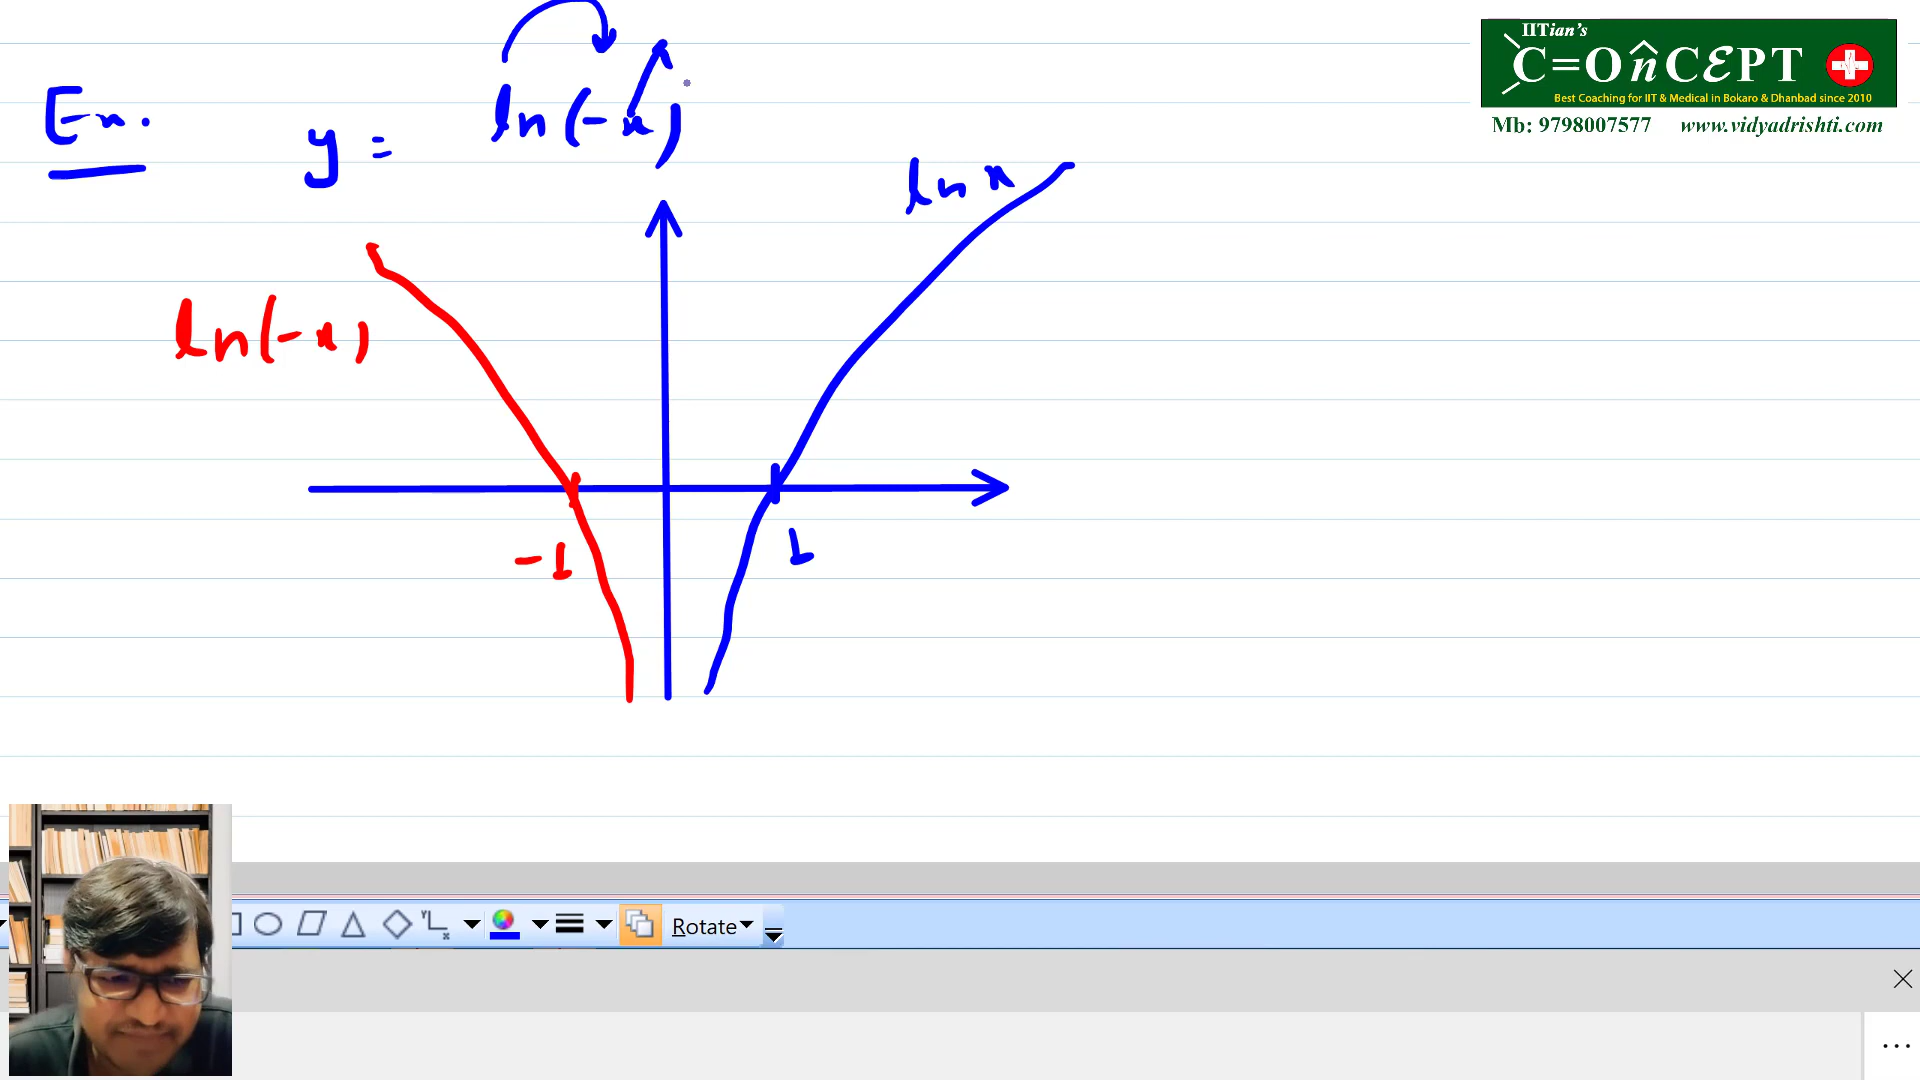 IITian's
C=OnCEPT
Best Coaching for IIT & Medical in Bokaro & Dhanbad since 2010
Mb: 9798007577 www.vidyadrishti.com
Ex.
y = ln(-x)
ln x
ln(-x)
-1
1
Rotate